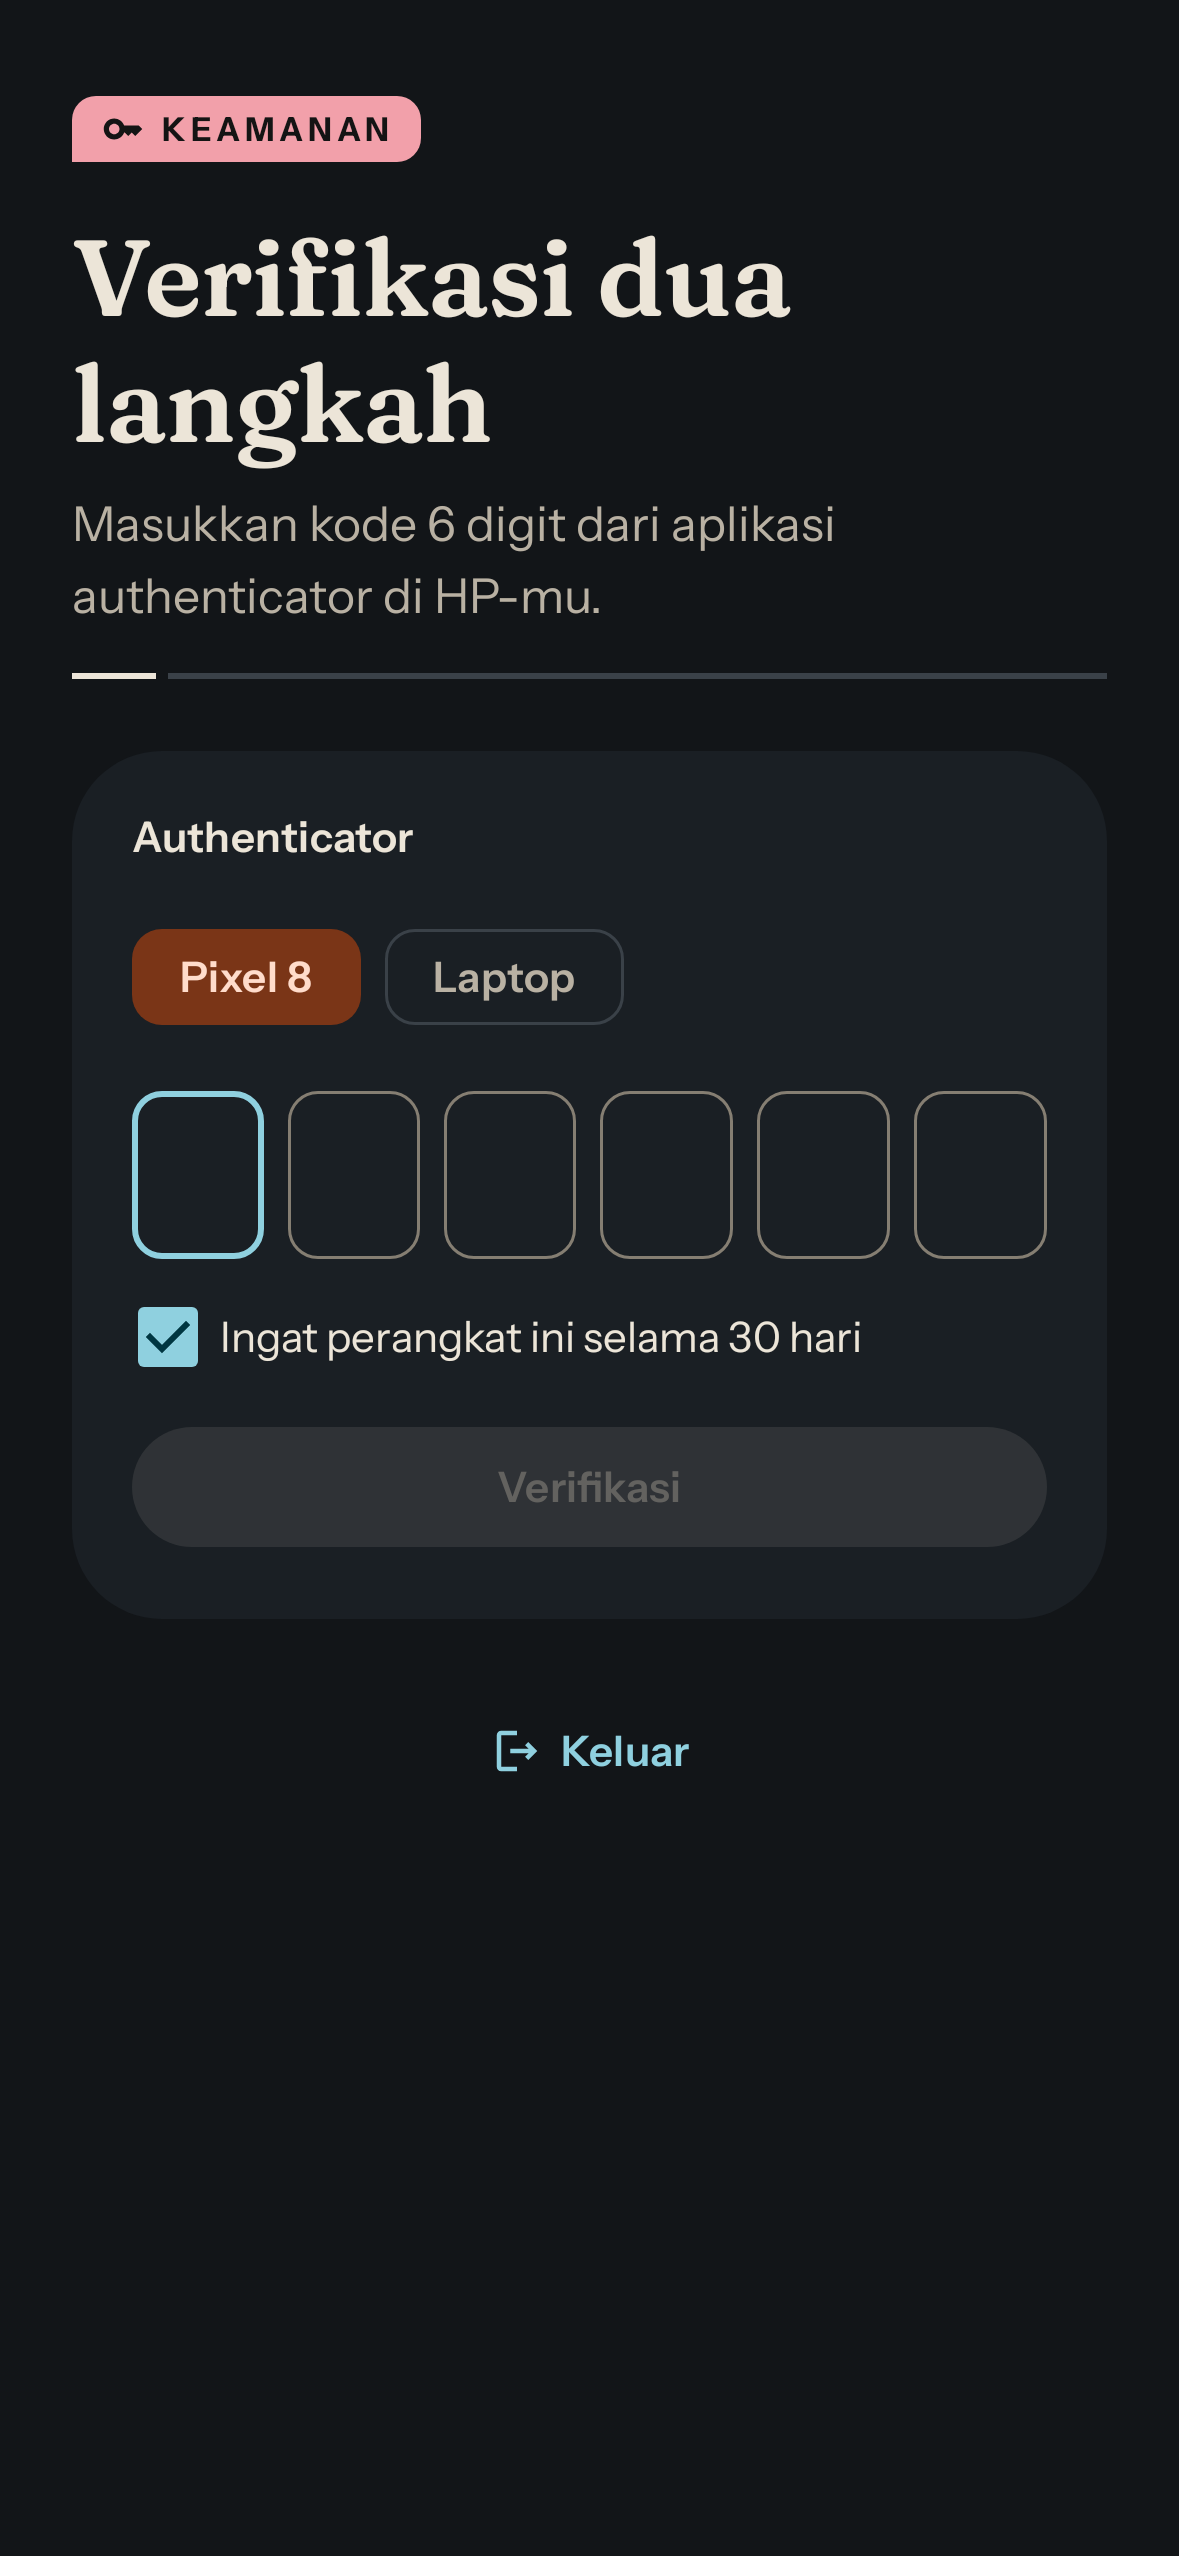 KEAMANAN
Verifikasi dua
langkah
Masukkan kode 6 digit dari aplikasi
authenticator di HP-mu.
Authenticator
Pixel 8
Laptop
Ingat perangkat ini selama 30 hari
Verifikasi
Keluar